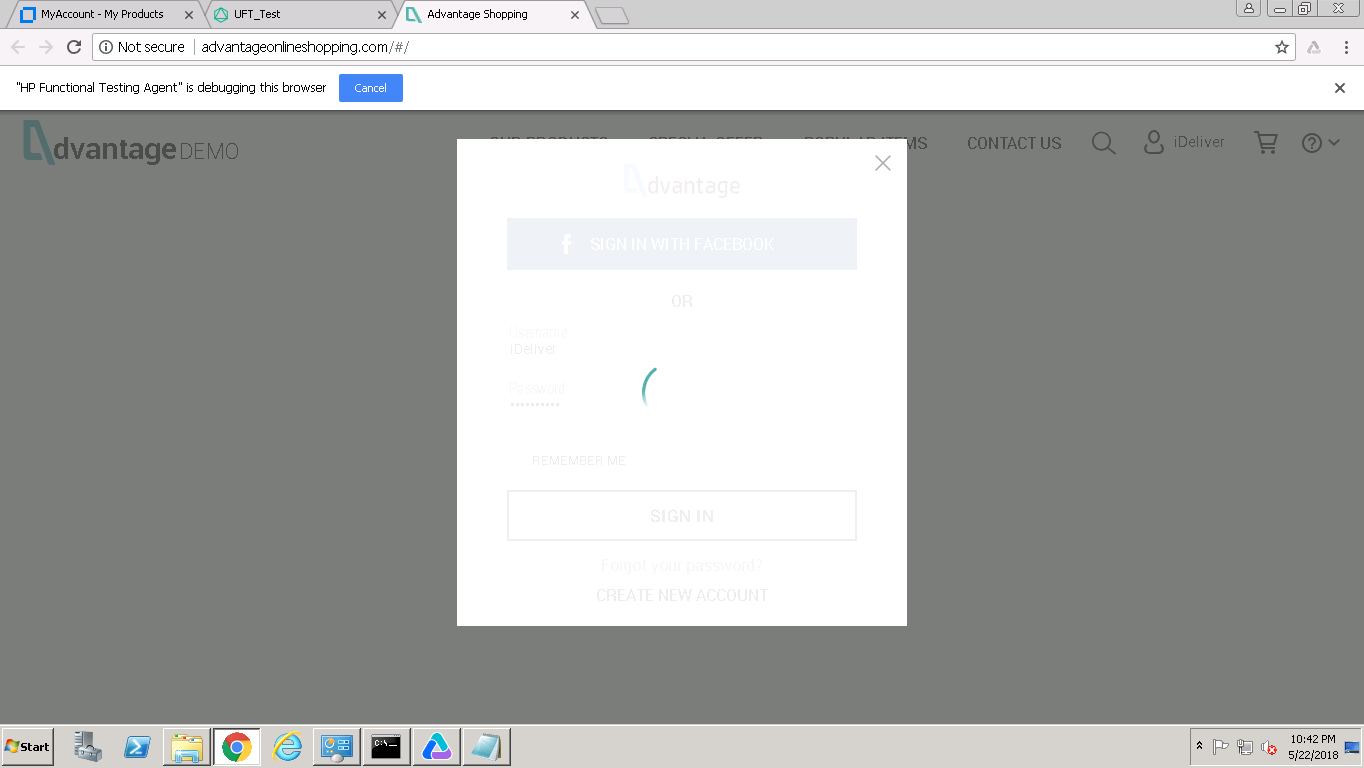 MyAccount - My Products
UFT_Test
Advantage Shopping
Not secure
advantageonlineshopping.com/#/
"HP Functional Testing Agent" is debugging this browser
Cancel
dvantage DEMO
OUR PRODUCTS
SPECIAL OFFER
POPULAR ITEMS
CONTACT US
iDeliver
dvantage
f
SIGN IN WITH FACEBOOK
OR
Username
iDeliver
Password
REMEMBER ME
SIGN IN
Forgot your password?
CREATE NEW ACCOUNT
Start
C:\
10:42 PM
5/22/2018